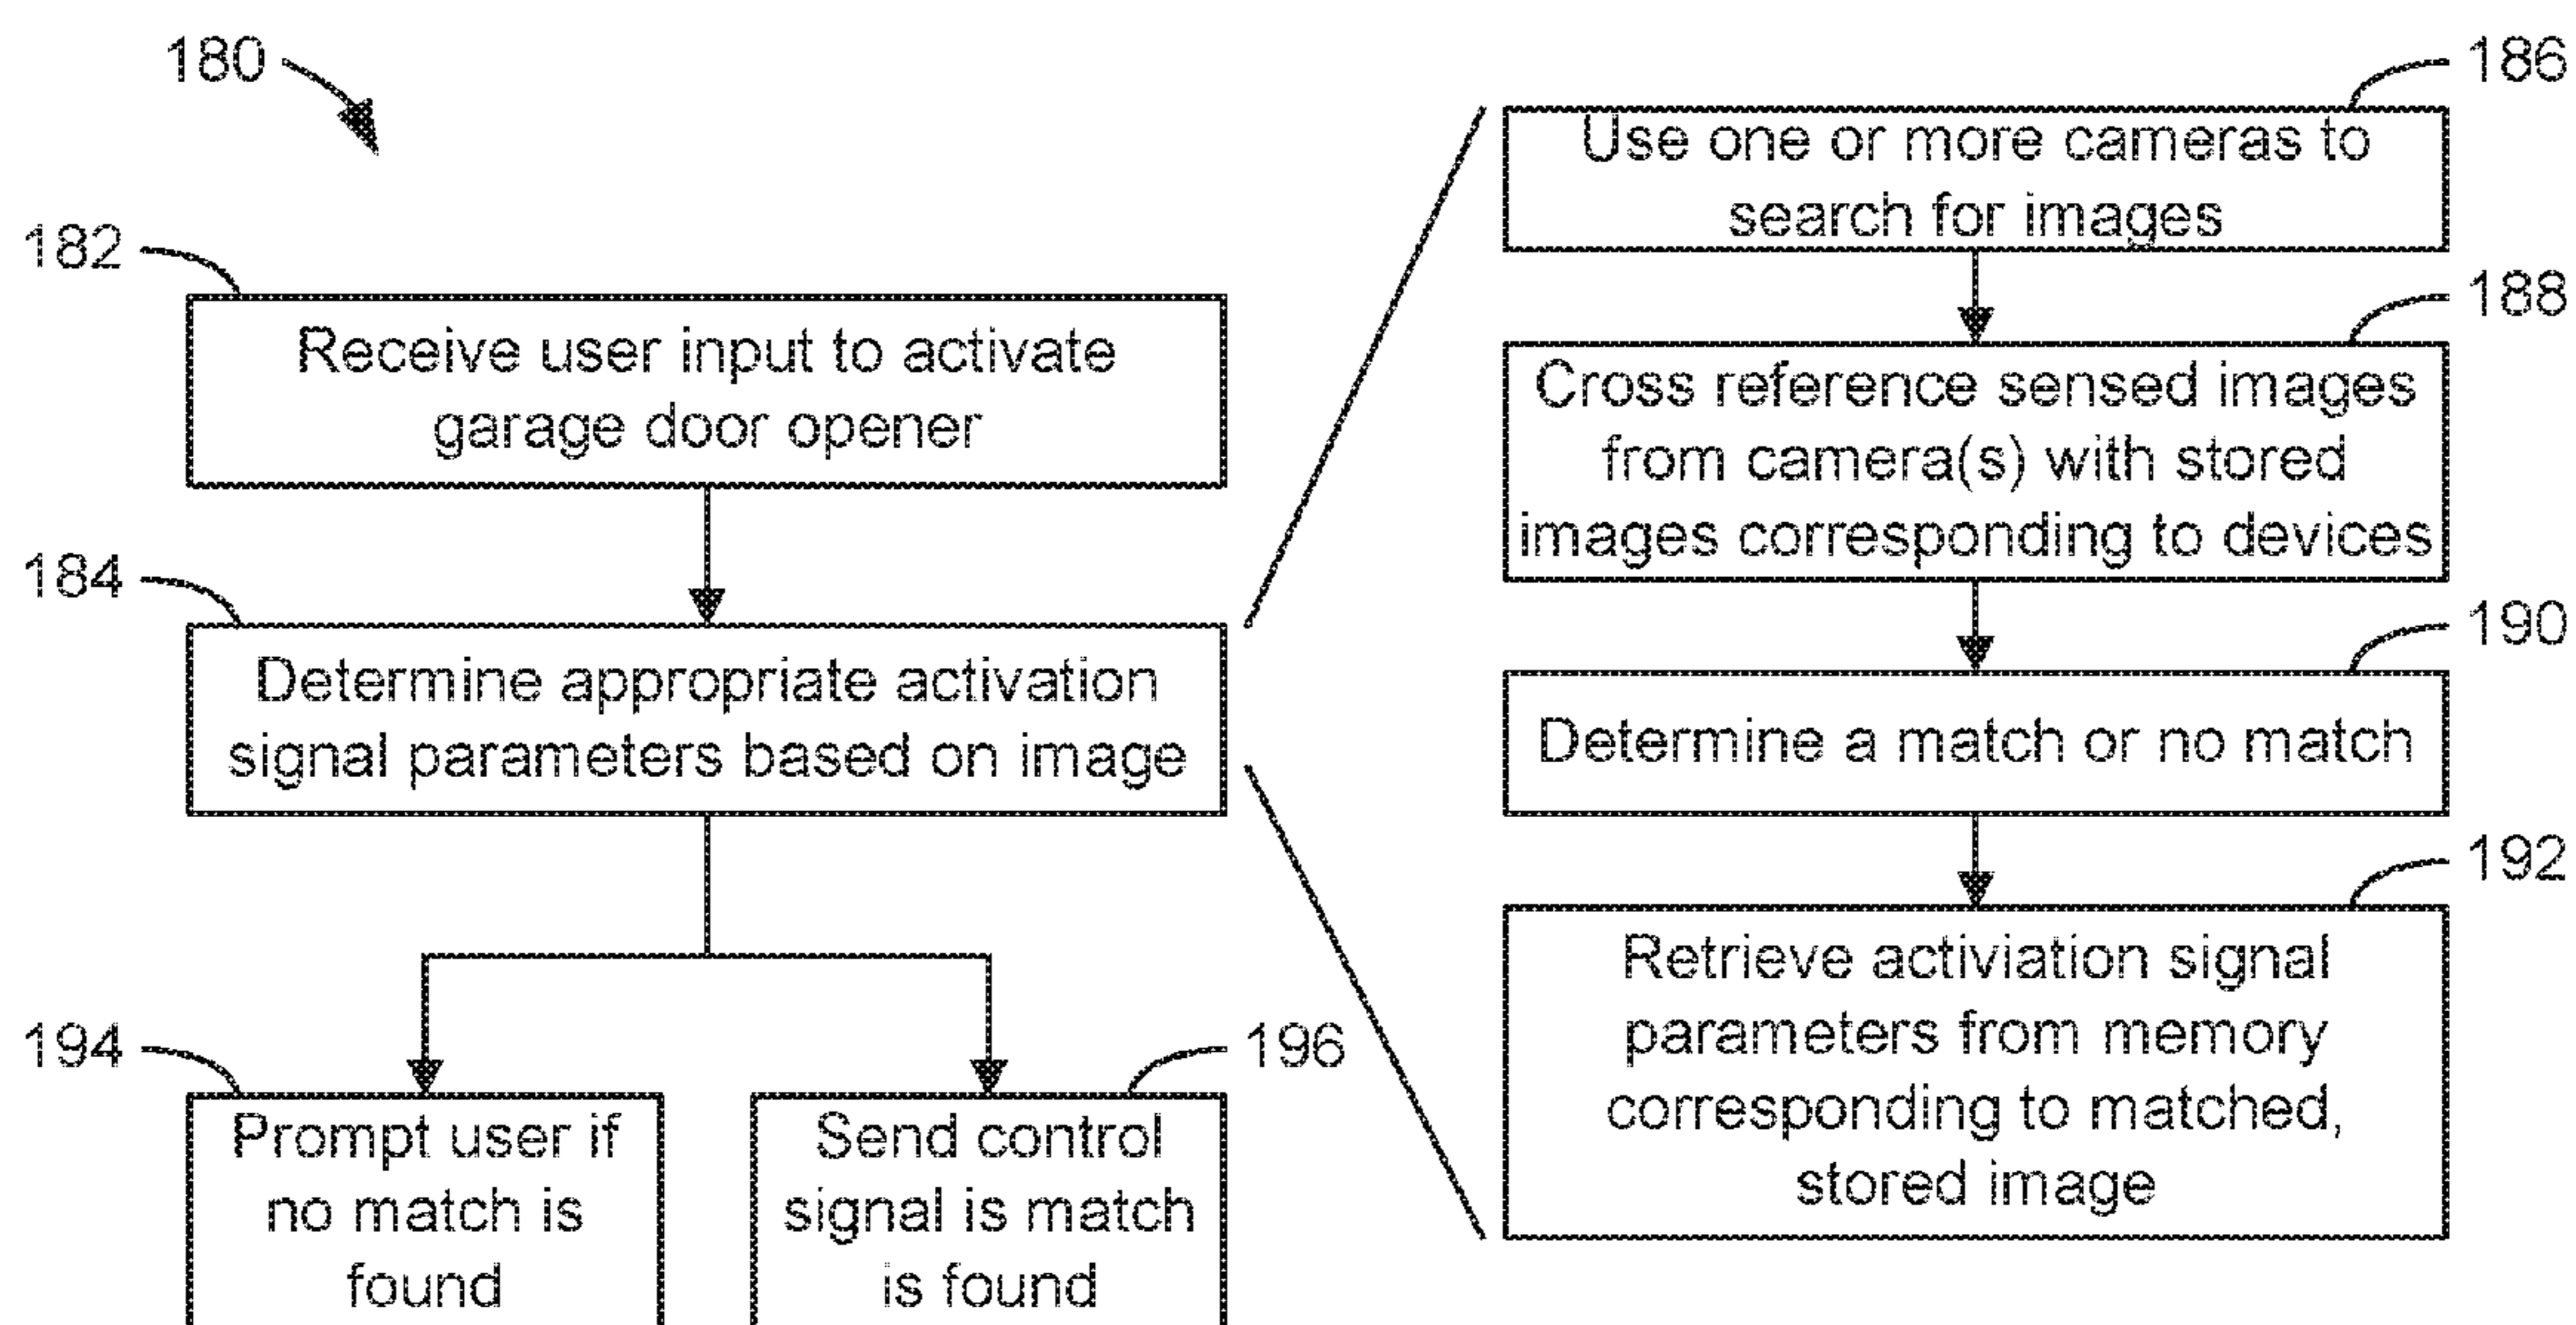 180
182
Receive user input to activate
garage door opener
184
Determine appropriate activation
signal parameters based on image
194
Prompt user if
no match is
found
196
Send control
signal is match
is found
186
Use one or more cameras to
search for images
188
Cross reference sensed images
from camera(s) with stored
images corresponding to devices
190
Determine a match or no match
192
Retrieve activiation signal
parameters from memory
corresponding to matched,
stored image